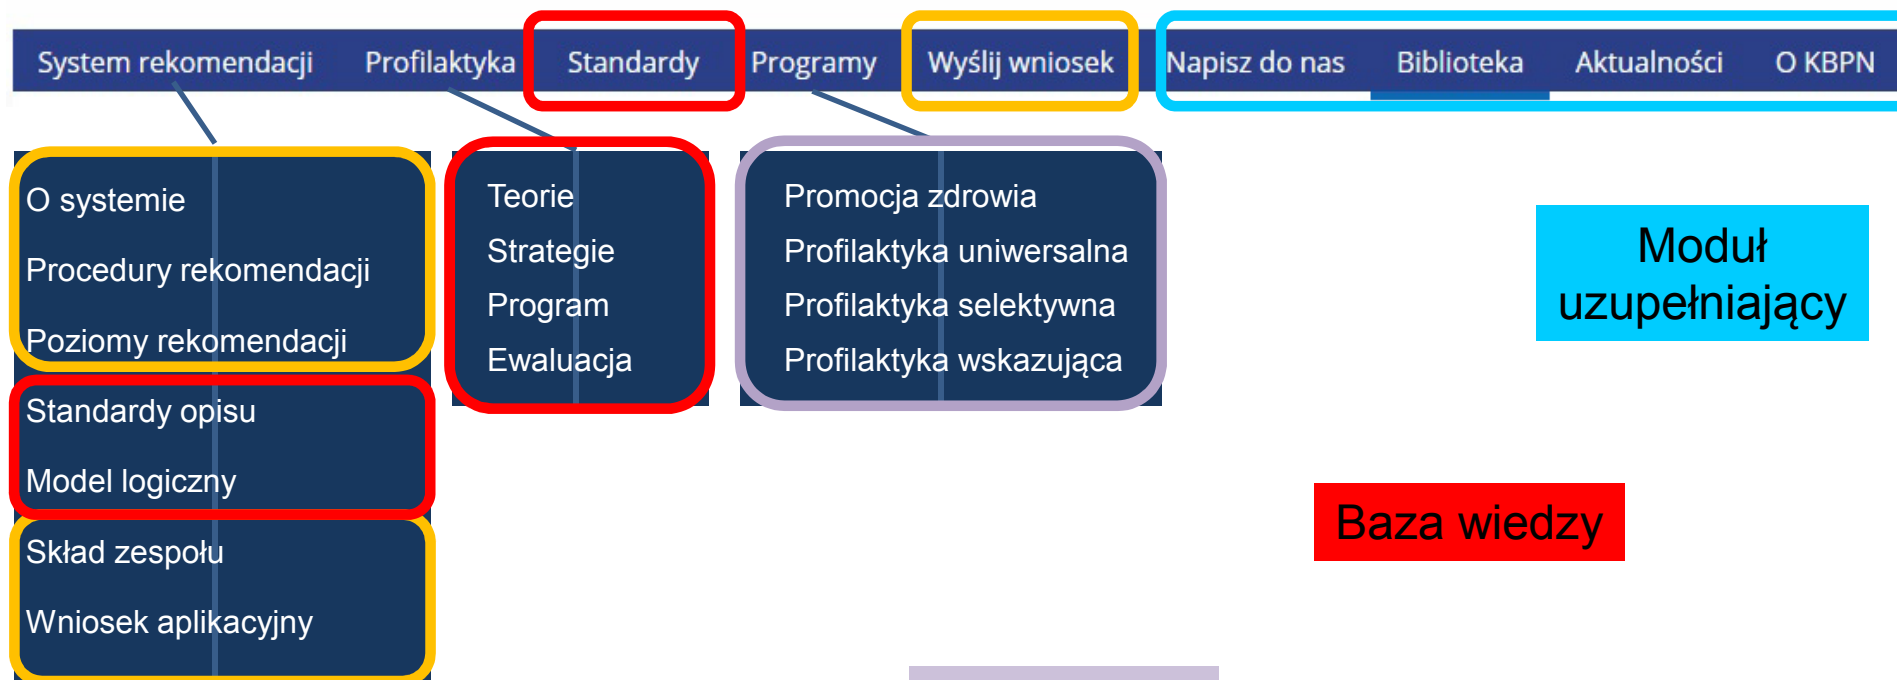 System rekomendacji Profilaktyka Standardy Programy Wyślij wniosek Napisz do nas Biblioteka Aktualności O KBPN
O systemie
Procedury rekomendacji
Poziomy rekomendacji
Standardy opisu
Model logiczny
Skład zespołu
Wniosek aplikacyjny
Teorie
Strategie
Program
Ewaluacja
Promocja zdrowia
Profilaktyka uniwersalna
Profilaktyka selektywna
Profilaktyka wskazująca
Moduł
uzupełniający
Baza wiedzy